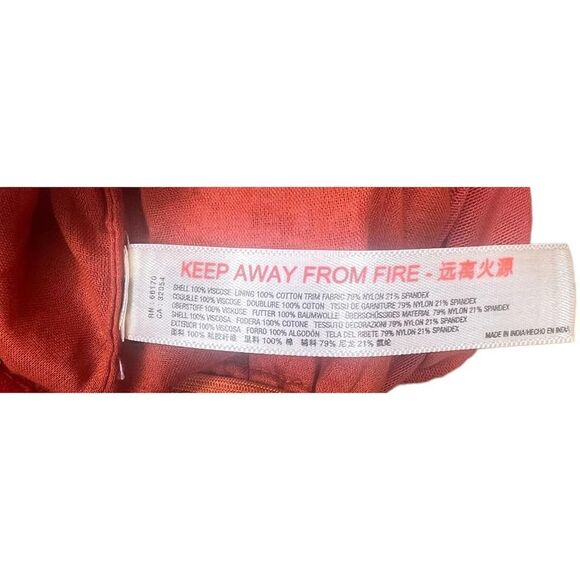 KEEP AWAY FROM FIRE - 远离火源
SHELL 100% VISCOSE LINING 100% COTTON TRIM FABRIC 79% NYLON 21% SPANDEX
COQUILLE 100% VISCOSE DOUBLURE 100% COTON TISSU DE GARNITURE 79% NYLON 21% SPANDEX
OBERSTOFF 100% VISKOSE FUTTER 100% BAUMWOLLE ÜBERSCHÜSSIGES MATERIAL 79% NYLON 21% SPANDEX
SHELL 100% VISCOSA FODERA 100% COTONE TESSUTO DECORAZIONI 79% NYLON 21% SPANDEX
EXTERIOR 100% VISCOSA FORRO 100% ALGODÓN TELA DEL RIBETE 79% NYLON 21% SPANDEX
面料 100% 粘胶纤维 里料 100% 棉 辅料 79% 尼龙 21% 氨纶
MADE IN INDIA/HECHO EN INDIA
RN 66170
CA 32054